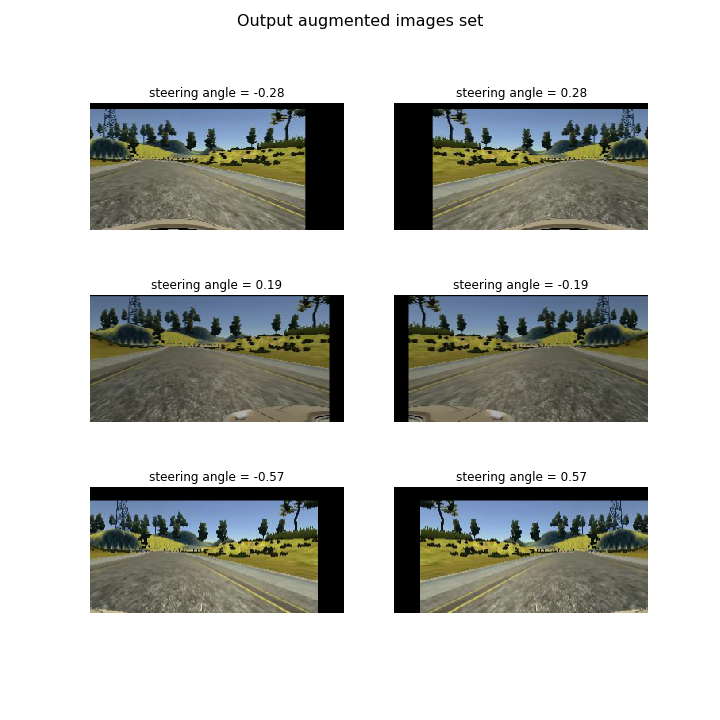 Output augmented images set
steering angle = -0.28
steering angle = 0.28
steering angle = 0.19
steering angle = -0.19
steering angle = -0.57
steering angle = 0.57